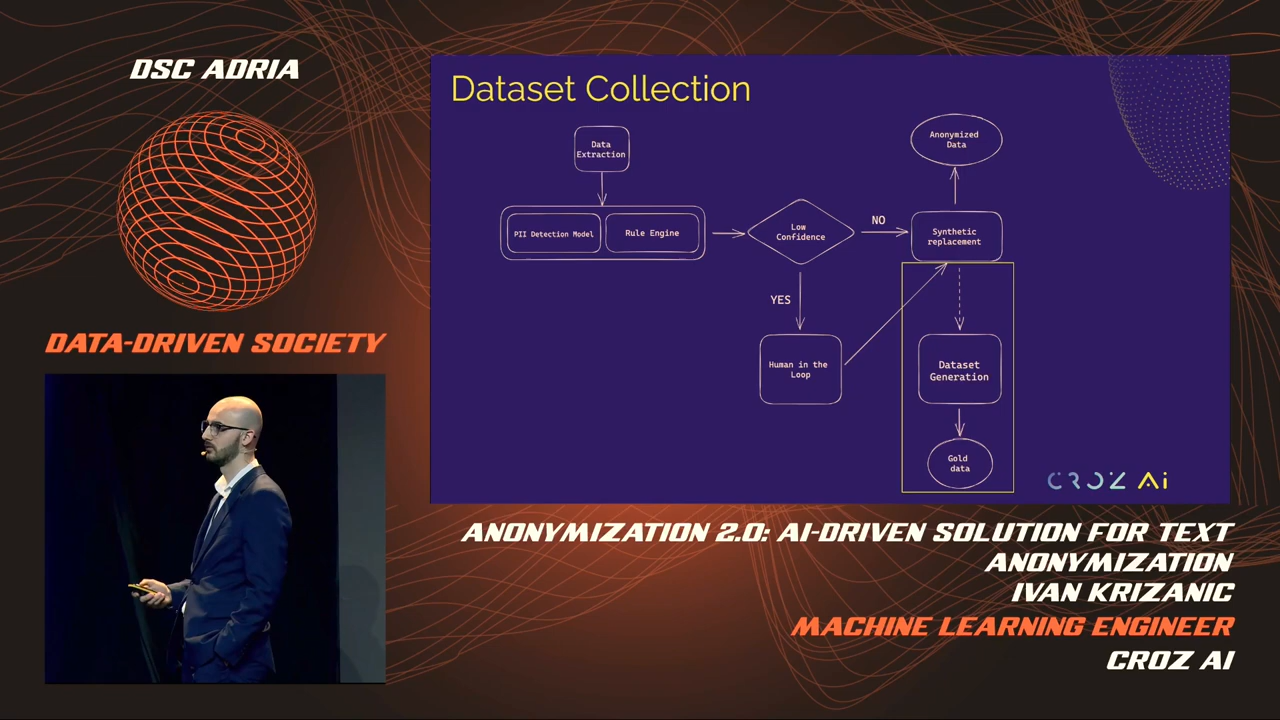 DSC ADRIA
DATA-DRIVEN SOCIETY
Dataset Collection
Data
Extraction
PII Detection Model
Rule Engine
Low
Confidence
NO
YES
Human in the
Loop
Synthetic
replacement
Anonymized
Data
Dataset
Generation
Gold
data
CROZ Ai
ANONYMIZATION 2.0: AI-DRIVEN SOLUTION FOR TEXT
ANONYMIZATION
IVAN KRIZANIC
MACHINE LEARNING ENGINEER
CROZ AI